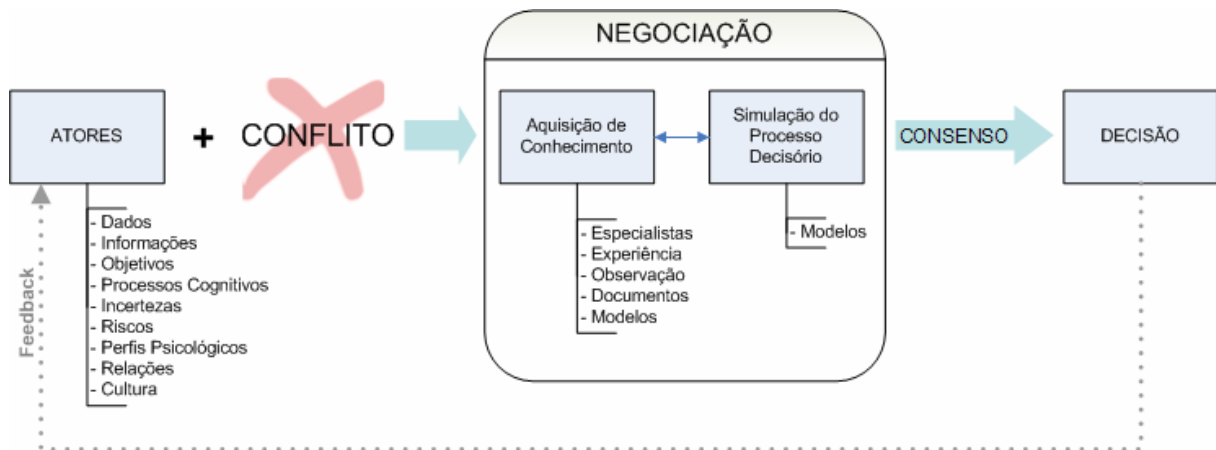 NEGOCIAÇÃO
ATORES
+
CONFLITO
Aquisição de
Conhecimento
Simulação do
Processo
Decisório
CONSENSO
DECISÃO
- Dados
- Informações
- Objetivos
- Processos Cognitivos
- Incertezas
- Riscos
- Perfis Psicológicos
- Relações
- Cultura
- Especialistas
- Experiência
- Observação
- Documentos
- Modelos
- Modelos
Feedback